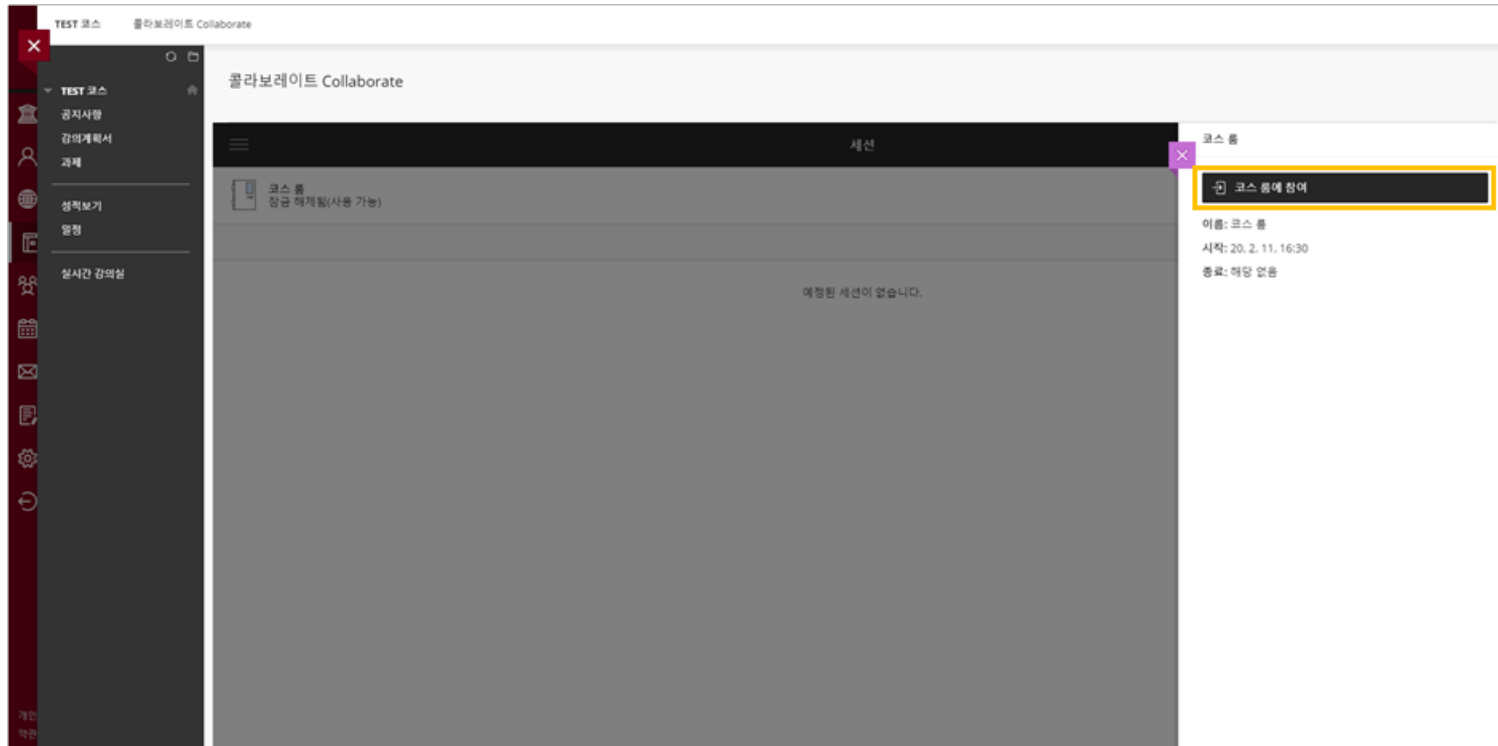 TEST 코스 콜라보레이트 Collaborate
TEST 코스
공지사항
강의계획서
과제
성적보기
일정
실시간 강의실
콜라보레이트 Collaborate
세션
코스 룸
잠금 해제됨(사용 가능)
예정된 세션이 없습니다.
코스 룸
코스 룸에 참여
이름: 코스 룸
시작: 20. 2. 11. 16:30
종료: 해당 없음
개인
약관